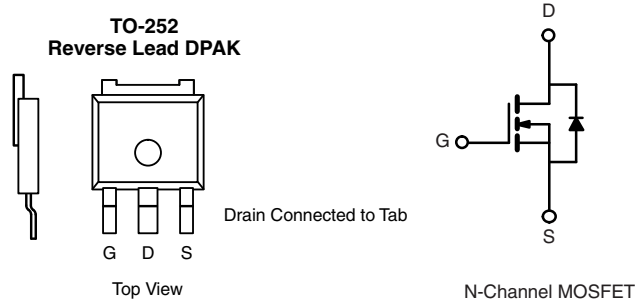 TO-252
Reverse Lead DPAK
G D S
Drain Connected to Tab
Top View
D
G
S
N-Channel MOSFET